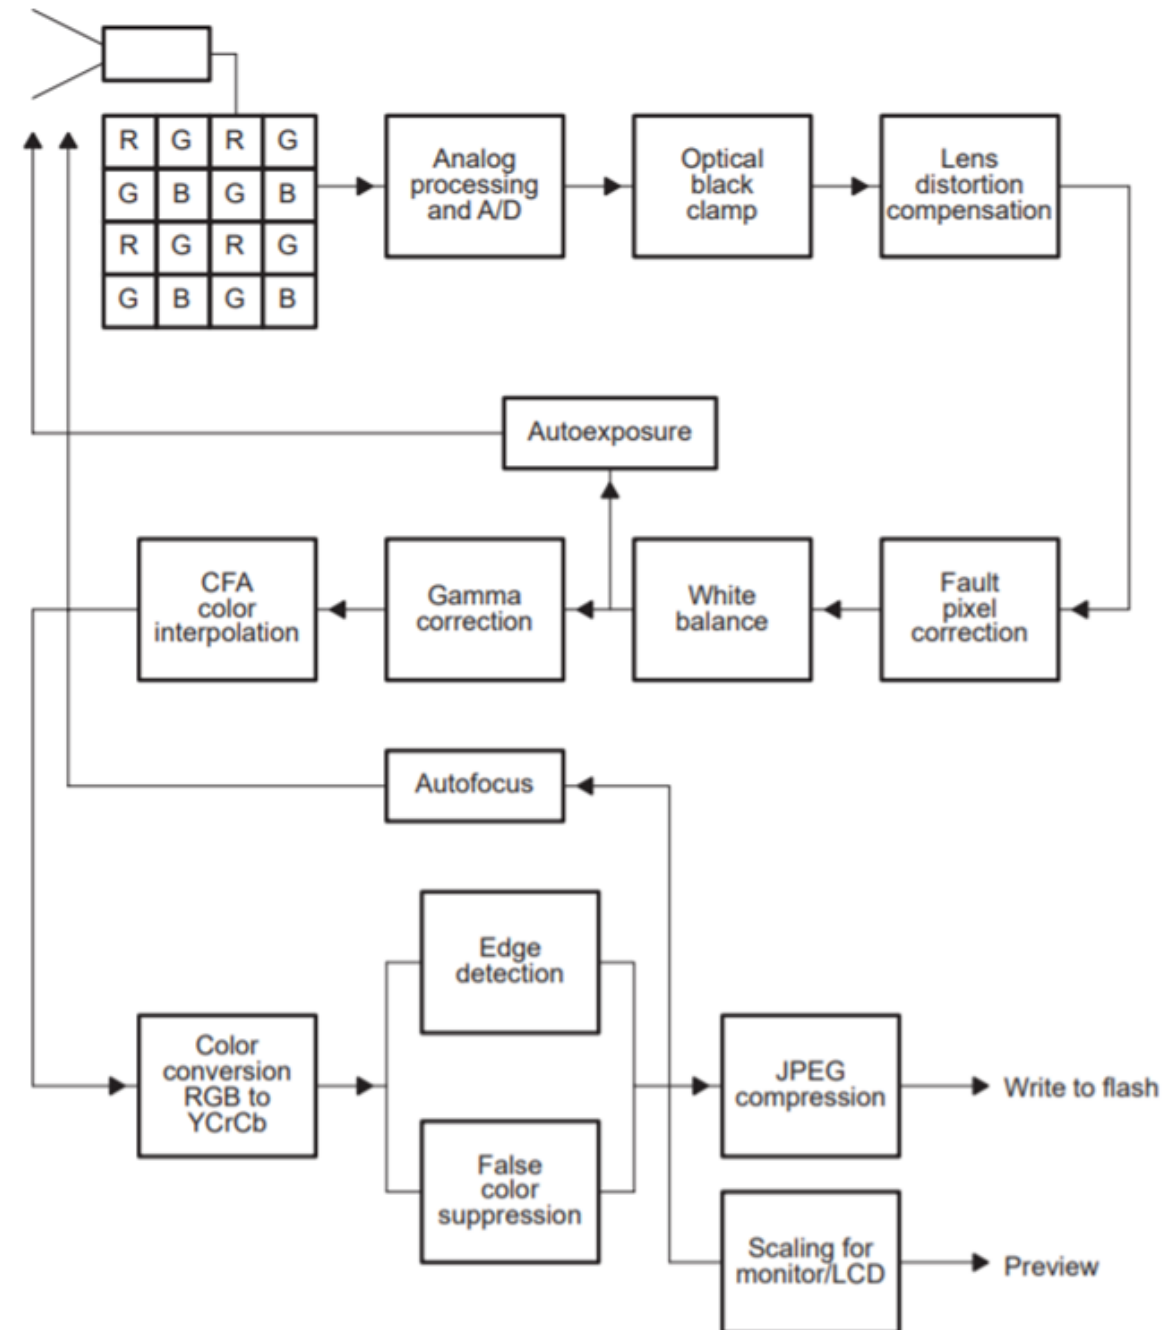 R G R G
G B G B
R G R G
G B G B
Analog
processing
and A/D
Optical
black
clamp
Lens
distortion
compensation
Autoexposure
CFA
color
interpolation
Gamma
correction
White
balance
Fault
pixel
correction
Autofocus
Edge
detection
Color
conversion
RGB to
YCrCb
JPEG
compression
Write to flash
False
color
suppression
Scaling for
monitor/LCD
Preview